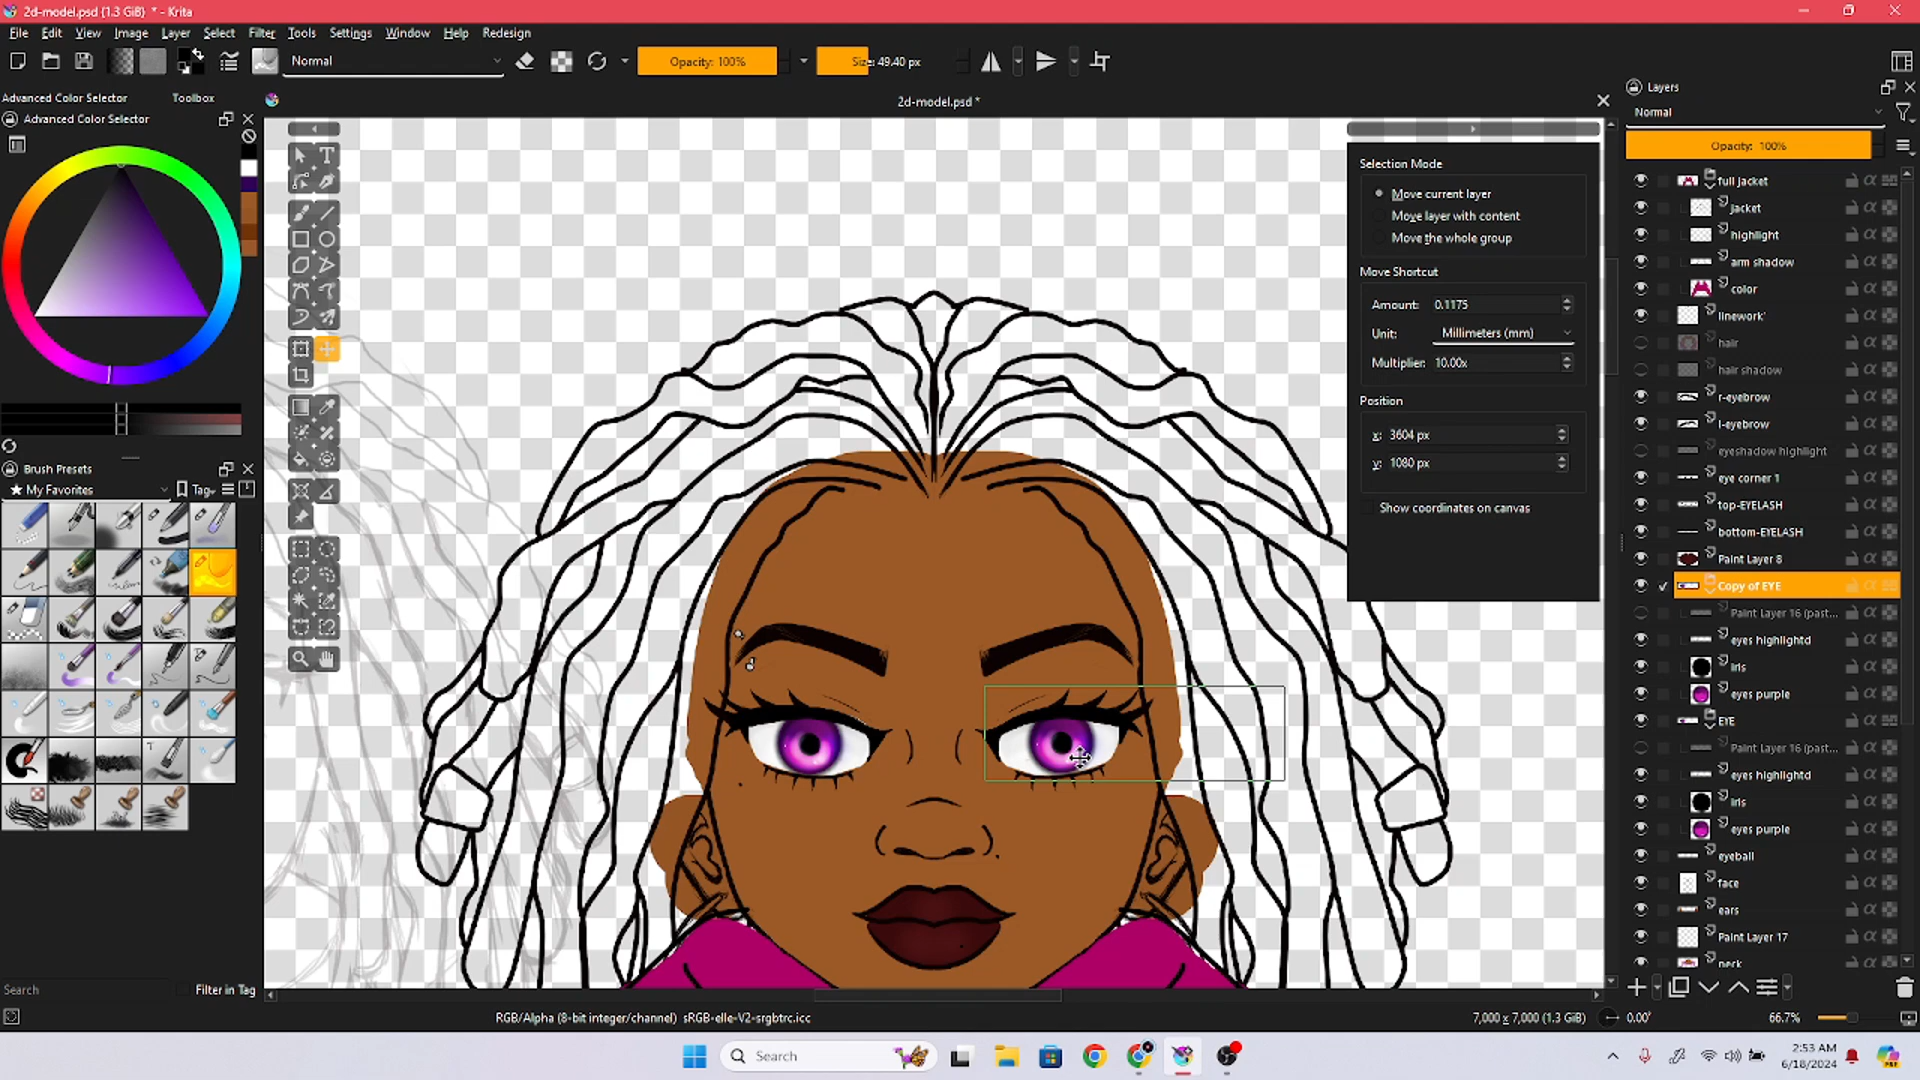 2d-model.psd (1.3 GiB) * - Krita
File Edit View Image Layer Select Filter Tools Settings Window Help Redesign
Normal
Opacity: 100%
Size: 49.40 px
Advanced Color Selector
Toolbox
2d-model.psd *
Advanced Color Selector
Brush Presets
My Favorites
Tag
Search
Filter in Tag
Selection Mode
Move current layer
Move layer with content
Move the whole group
Move Shortcut
Amount: 0.1175
Unit: Millimeters (mm)
Multiplier: 10.00x
Position
x: 3604 px
y: 1080 px
Show coordinates on canvas
Layers
Normal
Opacity: 100%
full jacket
jacket
highlight
arm shadow
color
linework'
hair
hair shadow
r-eyebrow
l-eyebrow
eyeshadow highlight
eye corner 1
top-EYELASH
bottom-EYELASH
Paint Layer 8
Copy of EYE
Paint Layer 16 (past...
eyes highlightd
Iris
eyes purple
EYE
Paint Layer 16 (past...
eyes highlightd
Iris
eyes purple
eyeball
face
ears
Paint Layer 17
neck
RGB/Alpha (8-bit integer/channel) sRGB-elle-V2-srgbtrc.icc
7,000 x 7,000 (1.3 GiB)
0.00°
66.7%
Search
2:53 AM
6/18/2024